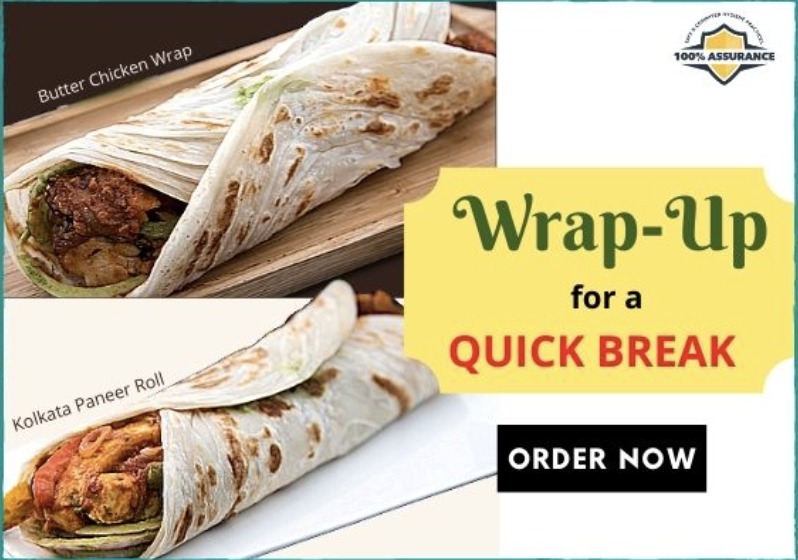 Butter Chicken Wrap
100% ASSURANCE
Wrap-Up
for a
QUICK BREAK
Kolkata Paneer Roll
ORDER NOW